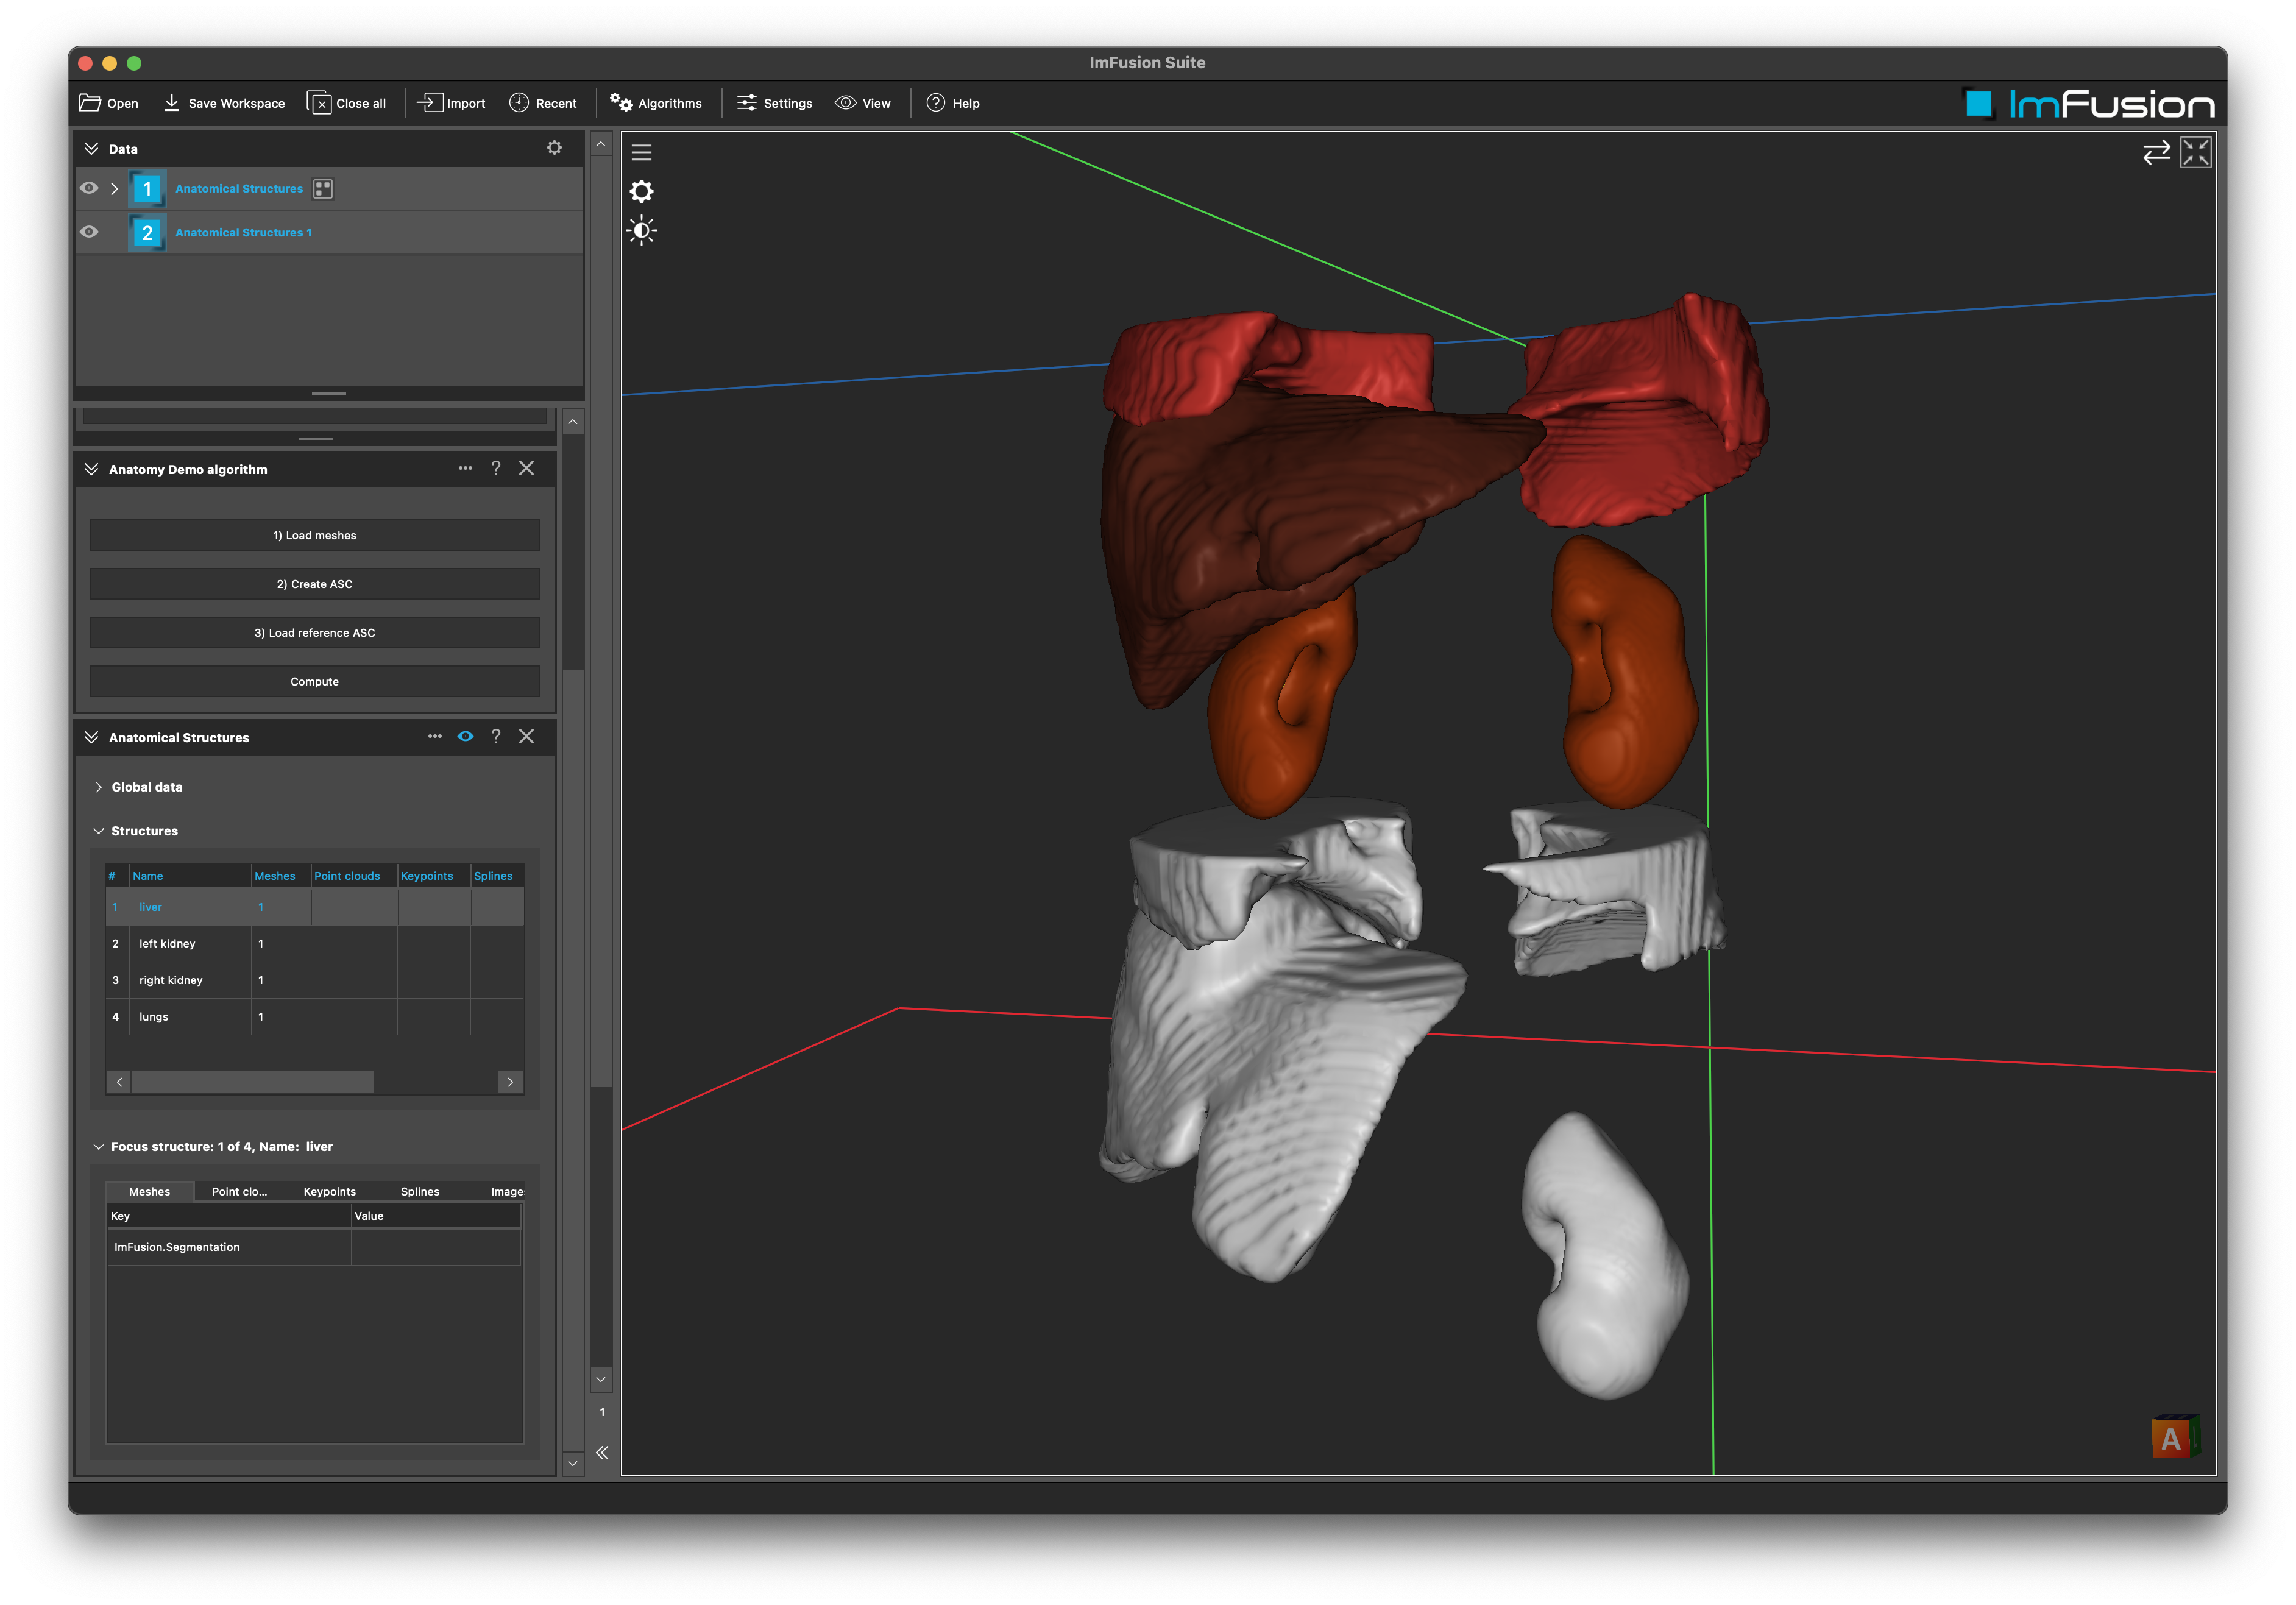 ImFusion Suite
Open Save Workspace Close all Import Recent Algorithms Settings View Help ImFusion
Data
1 Anatomical Structures
2 Anatomical Structures 1
Anatomy Demo algorithm ... ?
1) Load meshes
2) Create ASC
3) Load reference ASC
Compute
Anatomical Structures ... ?
Global data
Structures
# Name Meshes Point clouds Keypoints Splines
1 liver 1
2 left kidney 1
3 right kidney 1
4 lungs 1
Focus structure: 1 of 4, Name: liver
Meshes Point clo... Keypoints Splines Images
Key Value
ImFusion.Segmentation
1
A